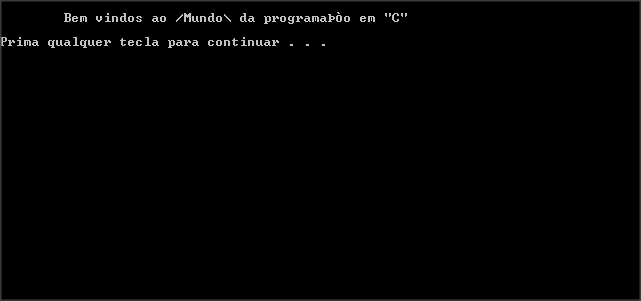 Bem vindos ao /Mundo\ da programaÞÒo em "C"
Prima qualquer tecla para continuar . . .